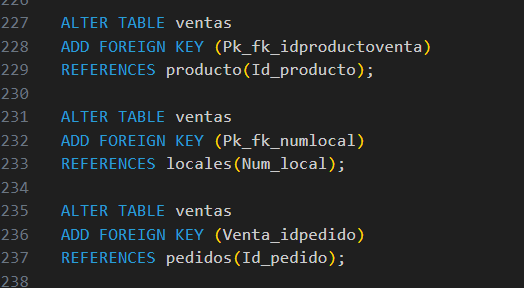 227 ALTER TABLE ventas
228 ADD FOREIGN KEY (Pk_fk_idproductoventa)
229 REFERENCES producto(Id_producto);
230
231 ALTER TABLE ventas
232 ADD FOREIGN KEY (Pk_fk_numlocal)
233 REFERENCES locales(Num_local);
234
235 ALTER TABLE ventas
236 ADD FOREIGN KEY (Venta_idpedido)
237 REFERENCES pedidos(Id_pedido);
238